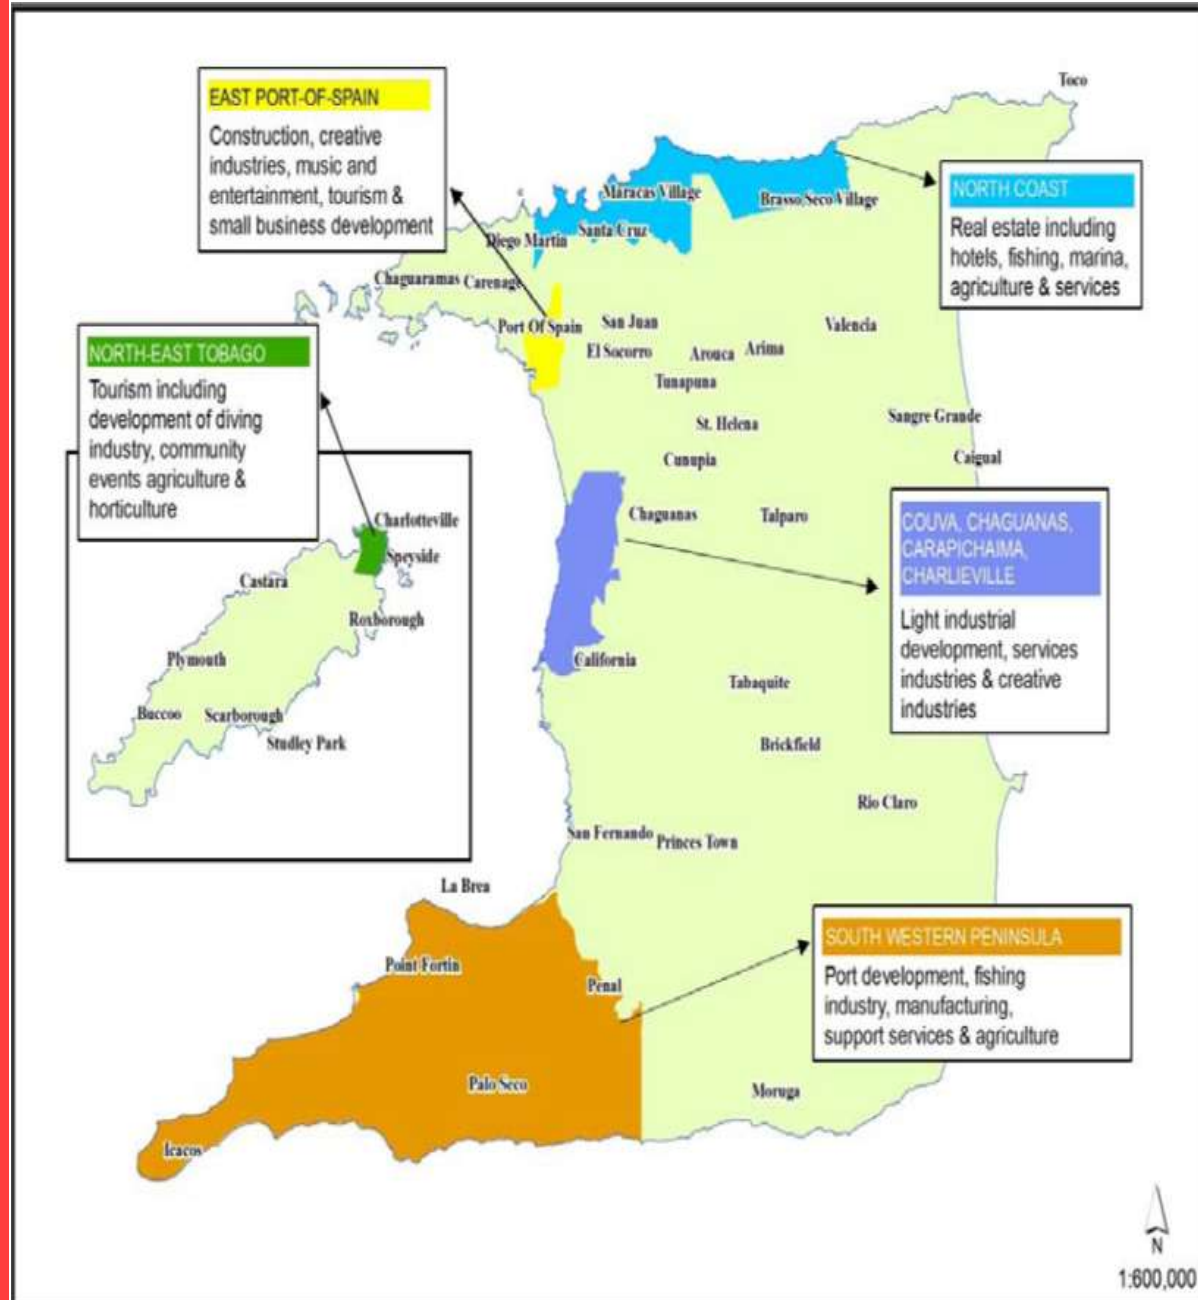 Toco
EAST PORT-OF-SPAIN
Construction, creative
industries, music and
entertainment, tourism &
small business development
NORTH COAST
Real estate including
hotels, fishing, marina,
agriculture & services
Maracas Village
Brasso Seco Village
Santa Cruz
Diego Martin
Chaguaramas
Carenage
Port Of Spain
San Juan
Valencia
El Socorro
Arouca
Arima
Tunapuna
St. Helena
Sangre Grande
Cunupia
Caigual
NORTH-EAST TOBAGO
Tourism including
development of diving
industry, community
events agriculture &
horticulture
Charlotteville
Speyside
Castara
Roxborough
Plymouth
Buccoo
Scarborough
Studley Park
Chaguanas
Talparo
COUVA, CHAGUANAS,
CARAPICHAIMA,
CHARLIEVILLE
Light industrial
development, services
industries & creative
industries
California
Tabaquite
Brickfield
Rio Claro
San Fernando
Princes Town
La Brea
Point Fortin
Penal
SOUTH WESTERN PENINSULA
Port development, fishing
industry, manufacturing,
support services & agriculture
Palo Seco
Moruga
Icacos
N
1:600,000